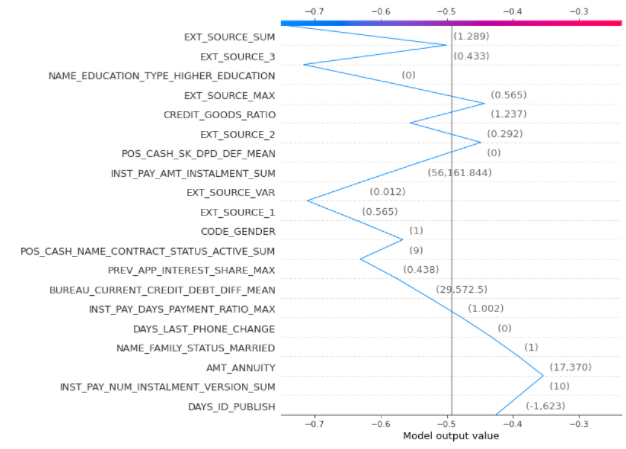 −0.7 −0.6 −0.5 −0.4 −0.3
EXT_SOURCE_SUM (1.289)
EXT_SOURCE_3 (0.433)
NAME_EDUCATION_TYPE_HIGHER_EDUCATION (0)
EXT_SOURCE_MAX (0.565)
CREDIT_GOODS_RATIO (1.237)
EXT_SOURCE_2 (0.292)
POS_CASH_SK_DPD_DEF_MEAN (0)
INST_PAY_AMT_INSTALMENT_SUM (56,161.844)
EXT_SOURCE_VAR (0.012)
EXT_SOURCE_1 (0.565)
CODE_GENDER (1)
POS_CASH_NAME_CONTRACT_STATUS_ACTIVE_SUM (9)
PREV_APP_INTEREST_SHARE_MAX (0.438)
BUREAU_CURRENT_CREDIT_DEBT_DIFF_MEAN (29,572.5)
INST_PAY_DAYS_PAYMENT_RATIO_MAX (1.002)
DAYS_LAST_PHONE_CHANGE (0)
NAME_FAMILY_STATUS_MARRIED (1)
AMT_ANNUITY (17,370)
INST_PAY_NUM_INSTALMENT_VERSION_SUM (10)
DAYS_ID_PUBLISH (-1,623)
−0.7 −0.6 −0.5 −0.4 −0.3
Model output value